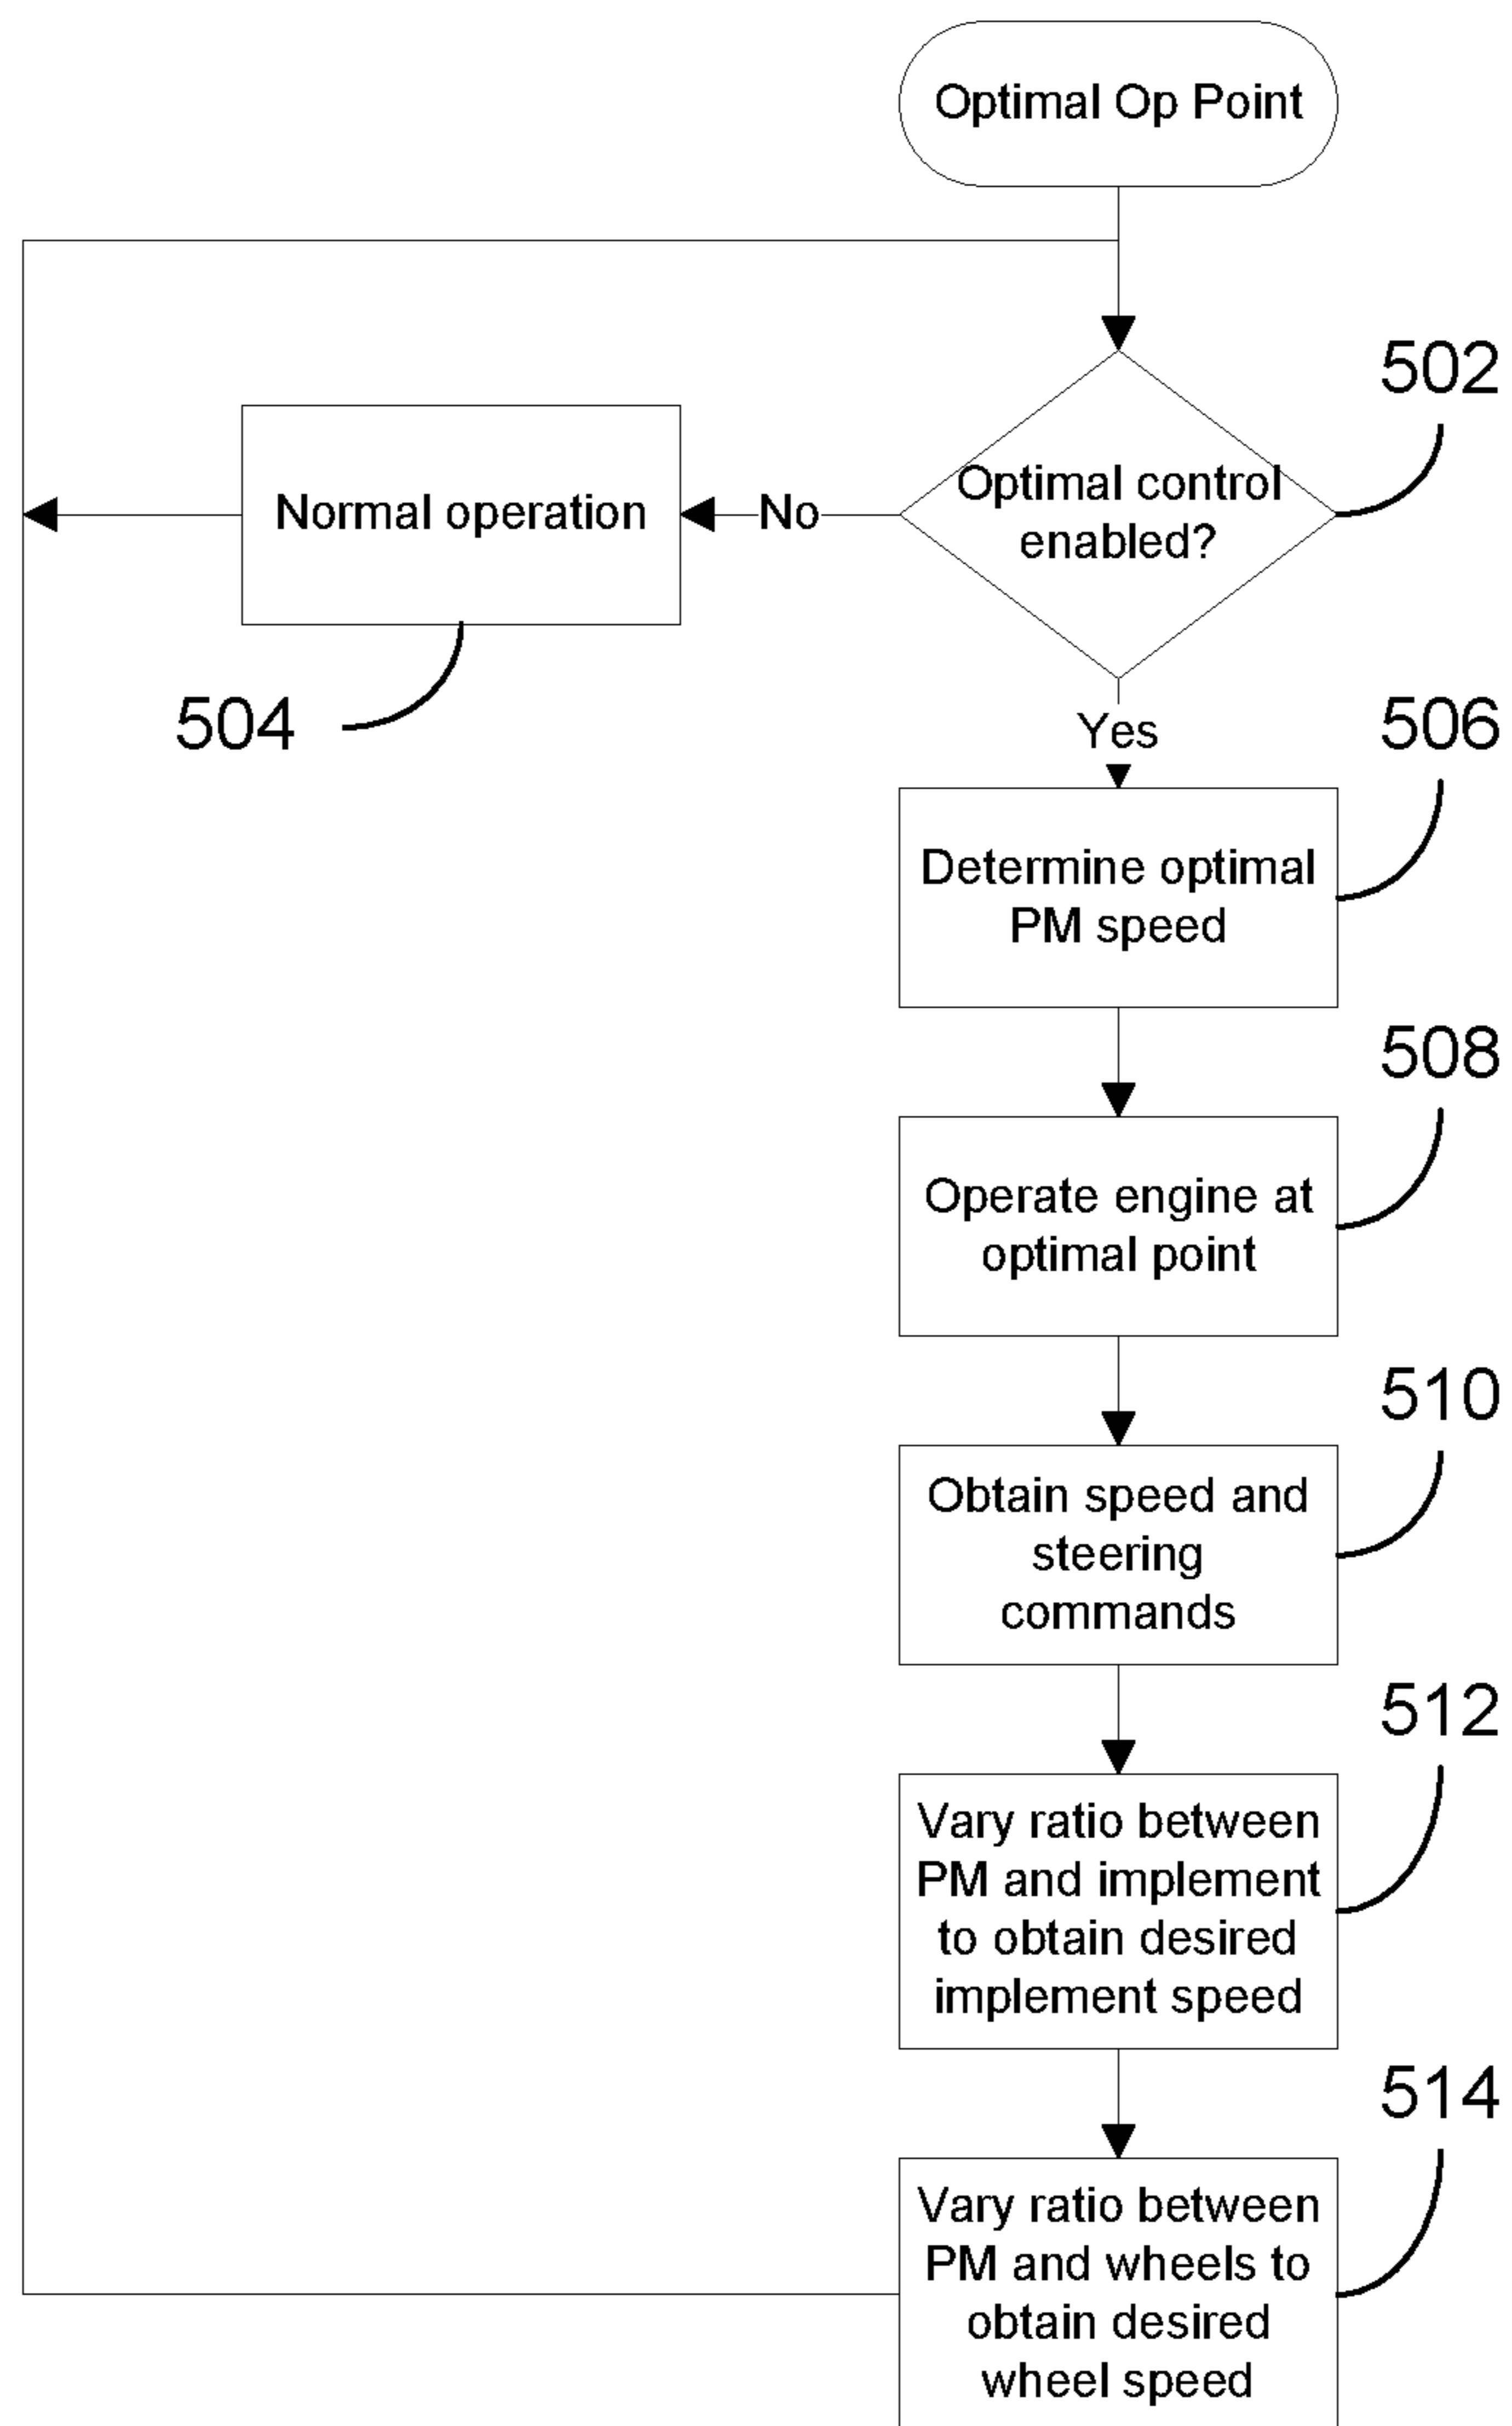 Optimal Op Point
502
Optimal control
enabled?
No
Normal operation
504
Yes
506
Determine optimal
PM speed
508
Operate engine at
optimal point
510
Obtain speed and
steering
commands
512
Vary ratio between
PM and implement
to obtain desired
implement speed
514
Vary ratio between
PM and wheels to
obtain desired
wheel speed